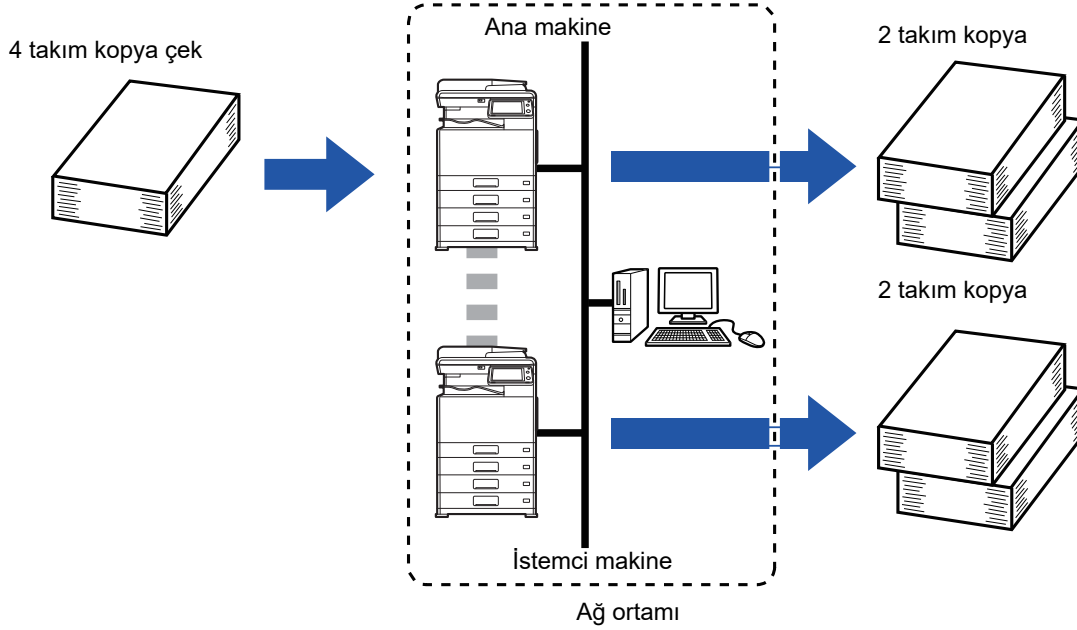 4 takım kopya çek
Ana makine
2 takım kopya
2 takım kopya
İstemci makine
Ağ ortamı